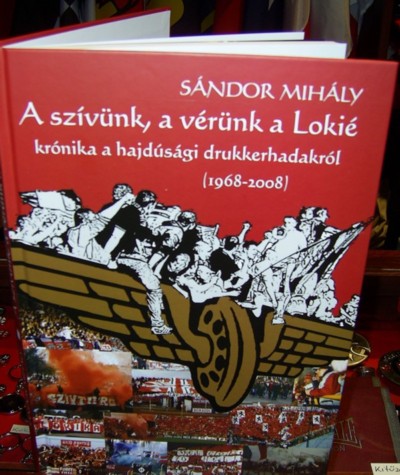 SÁNDOR MIHÁLY
A szívünk, a vérünk a Lokié
krónika a hajdúsági drukkerhadakról
(1968-2008)